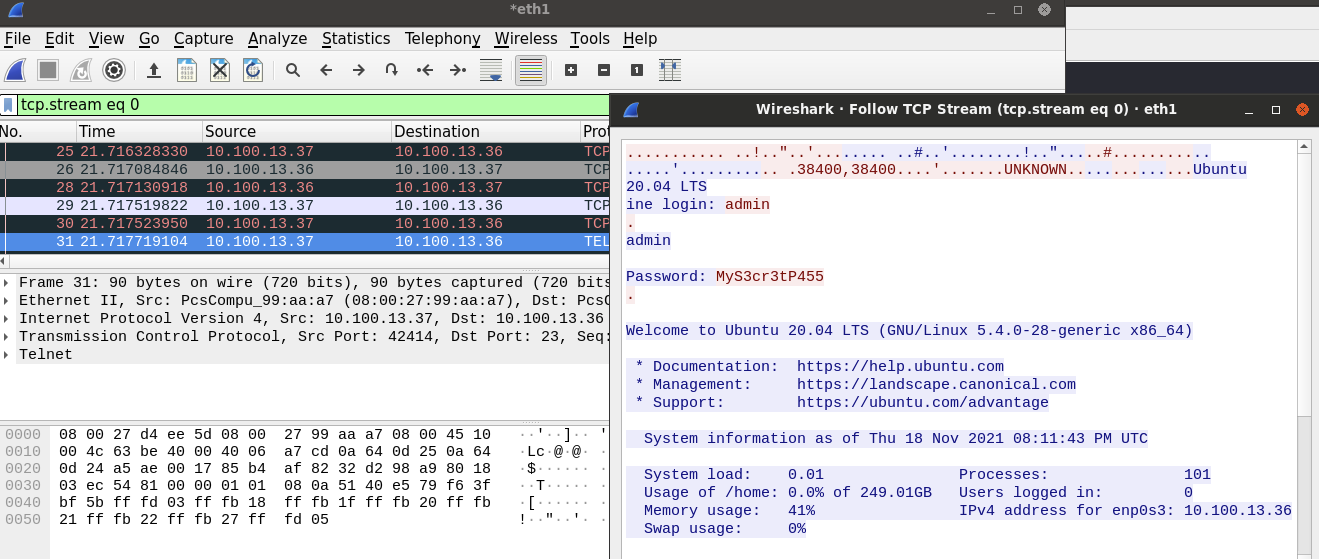 *eth1
File Edit View Go Capture Analyze Statistics Telephony Wireless Tools Help
tcp.stream eq 0
No. Time Source Destination Prot
25 21.716328330 10.100.13.37 10.100.13.36 TCP
26 21.717084846 10.100.13.36 10.100.13.37 TCP
28 21.717130918 10.100.13.37 10.100.13.36 TCP
29 21.717519822 10.100.13.36 10.100.13.37 TCP
30 21.717523950 10.100.13.37 10.100.13.36 TCP
31 21.717719104 10.100.13.37 10.100.13.36 TEL
Frame 31: 90 bytes on wire (720 bits), 90 bytes captured (720 bits
Ethernet II, Src: PcsCompu_99:aa:a7 (08:00:27:99:aa:a7), Dst: PcsC
Internet Protocol Version 4, Src: 10.100.13.37, Dst: 10.100.13.36
Transmission Control Protocol, Src Port: 42414, Dst Port: 23, Seq:
Telnet
0000 08 00 27 d4 ee 5d 08 00 27 99 aa a7 08 00 45 10 ··'··]·· '
0010 00 4c 63 be 40 00 40 06 a7 cd 0a 64 0d 25 0a 64 ·Lc·@·@· ·
0020 0d 24 a5 ae 00 17 85 b4 af 82 32 d2 98 a9 80 18 ·$······ ·
0030 03 ec 54 81 00 00 01 01 08 0a 51 40 e5 79 f6 3f ··T····· ·
0040 bf 5b ff fd 03 ff fb 18 ff fb 1f ff fb 20 ff fb ·[······ ·
0050 21 ff fb 22 ff fb 27 ff fd 05 !··"··'· ·
Wireshark · Follow TCP Stream (tcp.stream eq 0) · eth1
........... ..!.."..'......... ..#..'........!..".....#............
.....'........... .38400,38400....'.......UNKNOWN..............Ubuntu
20.04 LTS
ine login: admin
.
admin
Password: MyS3cr3tP455
.
Welcome to Ubuntu 20.04 LTS (GNU/Linux 5.4.0-28-generic x86_64)
* Documentation: https://help.ubuntu.com
* Management: https://landscape.canonical.com
* Support: https://ubuntu.com/advantage
System information as of Thu 18 Nov 2021 08:11:43 PM UTC
System load: 0.01 Processes: 101
Usage of /home: 0.0% of 249.01GB Users logged in: 0
Memory usage: 41% IPv4 address for enp0s3: 10.100.13.36
Swap usage: 0%